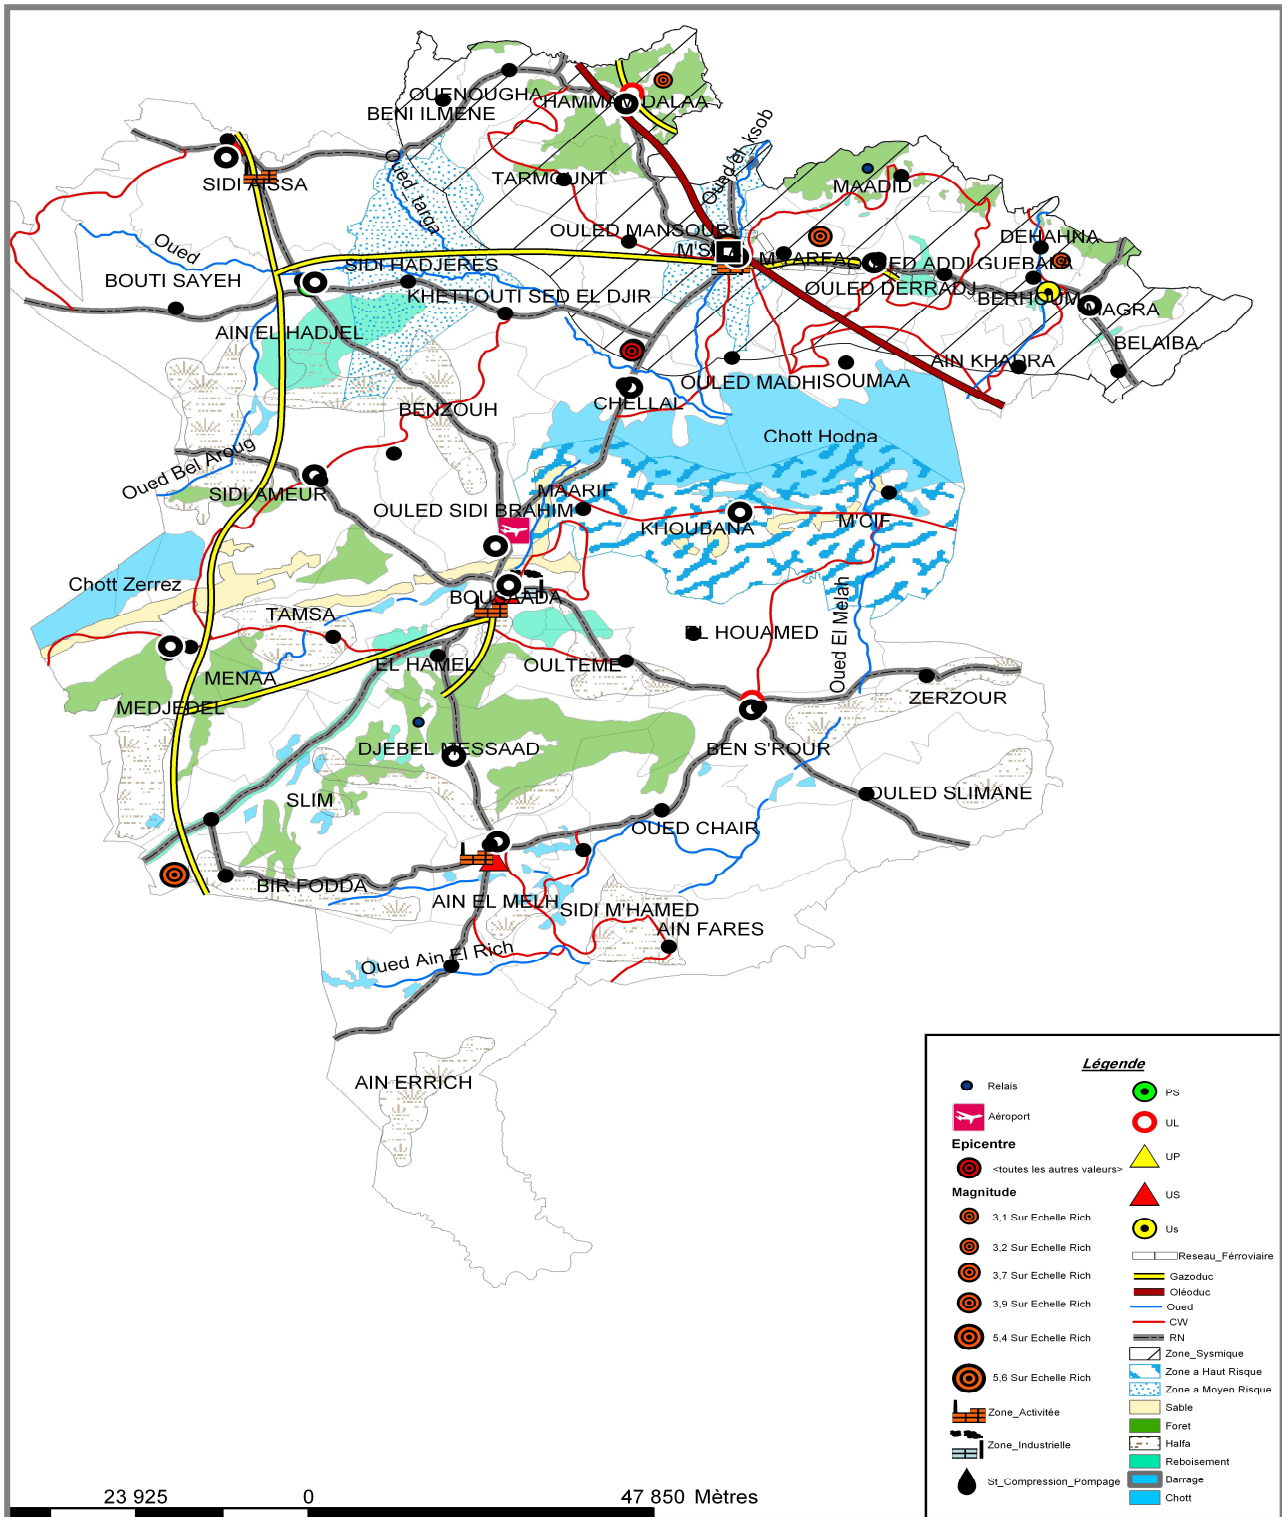 OUENOUGHA
HAMMAM DALAA
BENI ILMENE
Oued el ksob
Oued targa
SIDI AISSA
TARMOUNT
MAADID
OULED MANSOUR
DEHAHNA
Oued
M'TARFA
OULED ADDI GUEBALA
SIDI HADJERES
BOUTI SAYEH
OULED DERRADJ
KHETTOUTI SED EL DJIR
BERHOUM
MAGRA
AIN EL HADJEL
BELAIBA
AIN KHADRA
OULED MADHI
SOUMAA
BENZOUH
CHELLAL
Chott Hodna
Oued Bel Aroug
SIDI AMEUR
MAARIF
OULED SIDI BRAHIM
KHOUBANA
M'CIF
Chott Zerrez
BOUSAADA
TAMSA
Oued El Melah
EL HOUAMED
EL HAMEL
OULTEME
MENAA
ZERZOUR
MEDJEDEL
DJEBEL MESSAAD
BEN S'ROUR
SLIM
OULED SLIMANE
OUED CHAIR
BIR FODDA
AIN EL MELH
SIDI M'HAMED
AIN FARES
Oued Ain El Rich
AIN ERRICH
Légende
Relais
Aéroport
Epicentre
<toutes les autres valeurs>
Magnitude
3,1 Sur Echelle Rich
3,2 Sur Echelle Rich
3,7 Sur Echelle Rich
3,9 Sur Echelle Rich
5,4 Sur Echelle Rich
5,6 Sur Echelle Rich
Zone_Activitée
Zone_Industrielle
St_Compression_Pompage
PS
UL
UP
US
Us
Reseau_Férroviaire
Gazoduc
Oléoduc
Oued
CW
RN
Zone_Sysmique
Zone a Haut Risque
Zone a Moyen Risque
Sable
Foret
Halfa
Reboisement
Darrage
Chott
23 925 0 47 850 Mètres